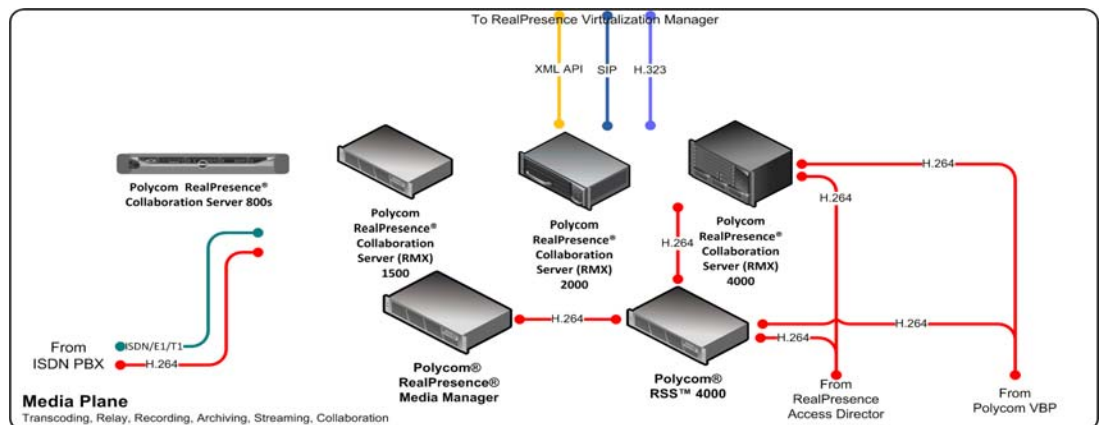 To RealPresence Virtualization Manager
XML API
SIP
H.323
Polycom RealPresence®
Collaboration Server 800s
Polycom
RealPresence®
Collaboration
Server (RMX)
1500
Polycom
RealPresence®
Collaboration
Server (RMX)
2000
Polycom
RealPresence®
Collaboration
Server (RMX)
4000
H.264
H.264
H.264
From
ISDN PBX
ISDN/E1/T1
H.264
Polycom®
RealPresence®
Media Manager
H.264
Polycom®
RSS™ 4000
H.264
H.264
From
RealPresence
Access Director
From
Polycom VBP
Media Plane
Transcoding, Relay, Recording, Archiving, Streaming, Collaboration